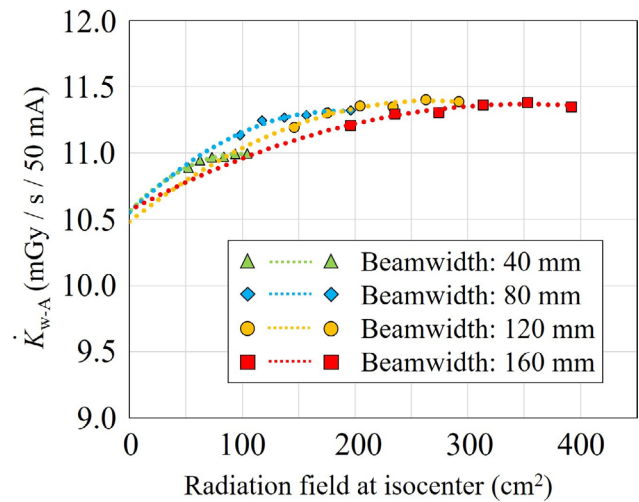 12.0
11.5
11.0
10.5
10.0
9.5
9.0
K̇w-A (mGy / s / 50 mA)
Beamwidth: 40 mm
Beamwidth: 80 mm
Beamwidth: 120 mm
Beamwidth: 160 mm
0 100 200 300 400
Radiation field at isocenter (cm²)